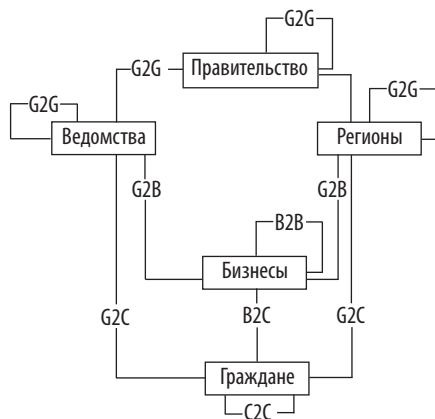 G2G
G2G
Правительство
G2G
G2G
Ведомства
Регионы
G2B
G2B
B2B
Бизнесы
G2C
B2C
G2C
Граждане
C2C